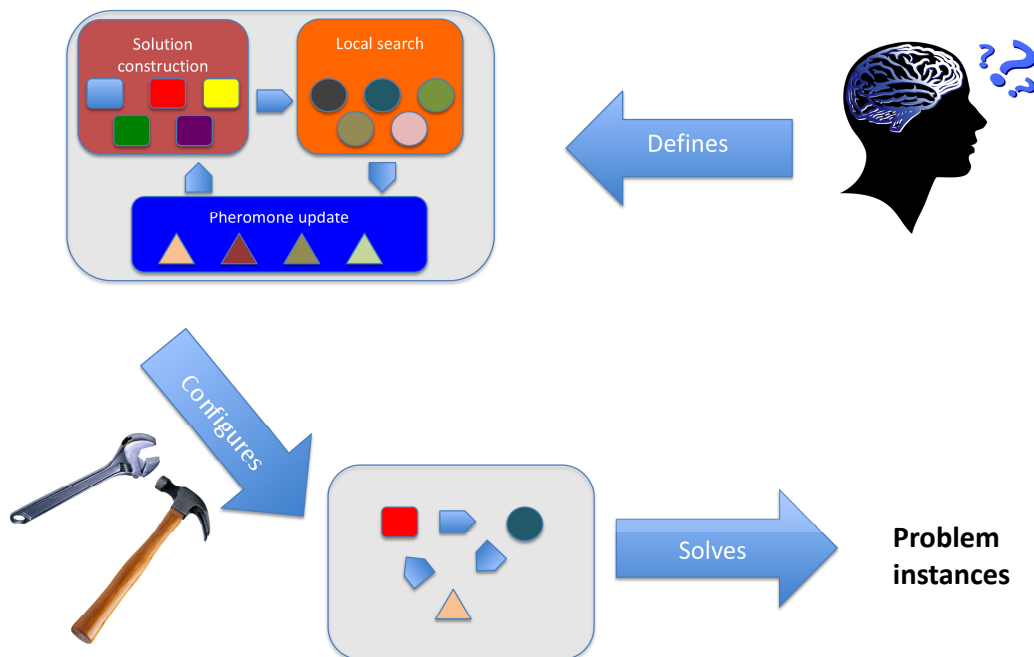 Solution
construction
Local search
Defines
Pheromone update
Configures
Solves
Problem
instances